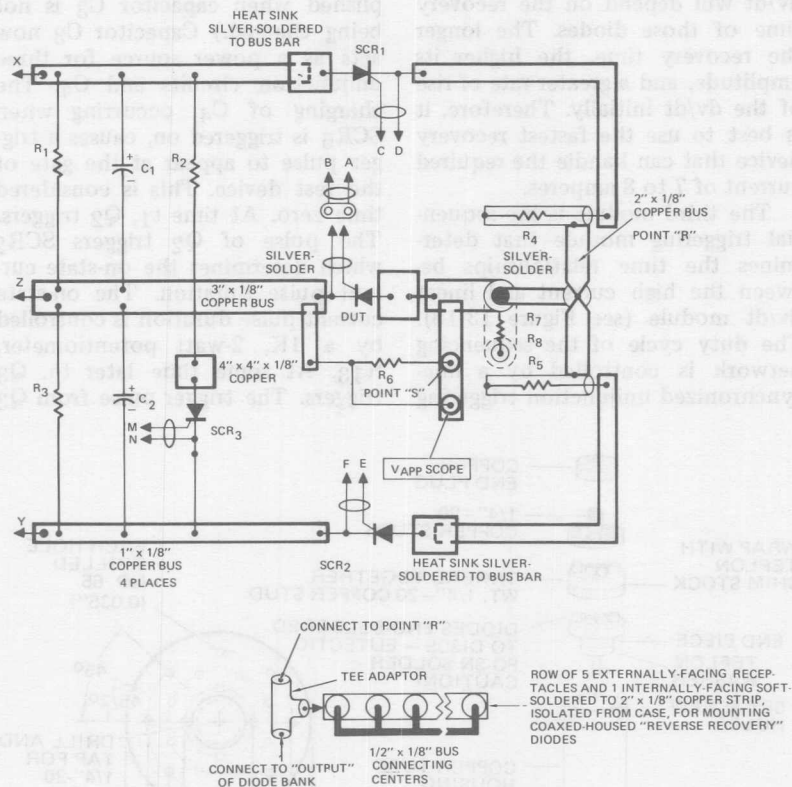 HEAT SINK
SILVER-SOLDERED
TO BUS BAR
SCR1
R1
C1
R2
C
D
B
A
2" x 1/8"
COPPER BUS
POINT "R"
R4
SILVER-
SOLDER
SILVER-
SOLDER
Z
3" x 1/8"
COPPER BUS
DUT
R7
R8
R5
4" x 4" x 1/8"
COPPER
R6
POINT "S"
R3
+
C2
M
N
SCR3
VAPP SCOPE
F
E
Y
1" x 1/8"
COPPER BUS
4 PLACES
SCR2
HEAT SINK SILVER-
SOLDERED TO BUS BAR
CONNECT TO POINT "R"
TEE ADAPTOR
ROW OF 5 EXTERNALLY-FACING RECEP-
TACLES AND 1 INTERNALLY-FACING SOFT-
SOLDERED TO 2" x 1/8" COPPER STRIP,
ISOLATED FROM CASE, FOR MOUNTING
COAXED-HOUSED "REVERSE RECOVERY"
DIODES
CONNECT TO "OUTPUT"
OF DIODE BANK
1/2" x 1/8" BUS
CONNECTING
CENTERS